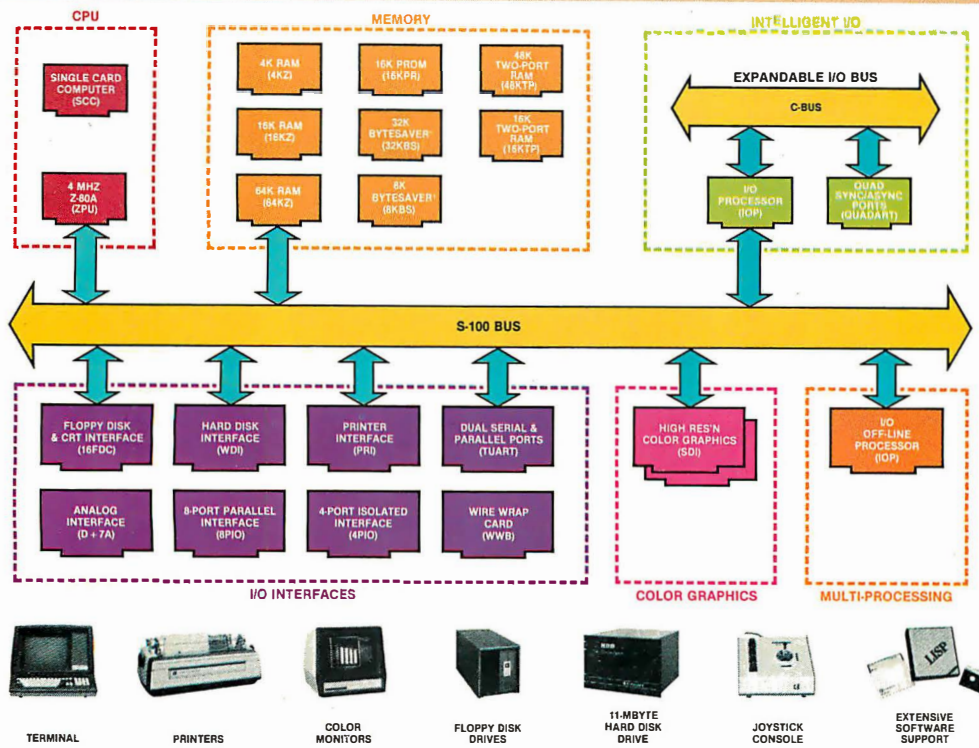 CPU
SINGLE CARD
COMPUTER
(SCC)
4 MHZ
Z-80A
(ZPU)
MEMORY
4K RAM
(4KZ)
16K PROM
(16KPR)
48K
TWO-PORT
RAM
(48KTP)
16K RAM
(16KZ)
32K
BYTESAVER®
(32KBS)
16K
TWO-PORT
RAM
(16KTP)
64K RAM
(64KZ)
8K
BYTESAVER®
(8KBS)
INTELLIGENT I/O
EXPANDABLE I/O BUS
C-BUS
I/O
PROCESSOR
(IOP)
QUAD
SYNC/ASYNC
PORTS
(QUADART)
S-100 BUS
FLOPPY DISK
& CRT INTERFACE
(16FDC)
HARD DISK
INTERFACE
(WDI)
PRINTER
INTERFACE
(PRI)
DUAL SERIAL &
PARALLEL PORTS
(TUART)
ANALOG
INTERFACE
(D + 7A)
8-PORT PARALLEL
INTERFACE
(8PIO)
4-PORT ISOLATED
INTERFACE
(4PIO)
WIRE WRAP
CARD
(WWB)
I/O INTERFACES
HIGH RES'N
COLOR GRAPHICS
(SDI)
COLOR GRAPHICS
I/O
OFF-LINE
PROCESSOR
(IOP)
MULTI-PROCESSING
LISP
TERMINAL
PRINTERS
COLOR
MONITORS
FLOPPY DISK
DRIVES
11-MBYTE
HARD DISK
DRIVE
JOYSTICK
CONSOLE
EXTENSIVE
SOFTWARE
SUPPORT